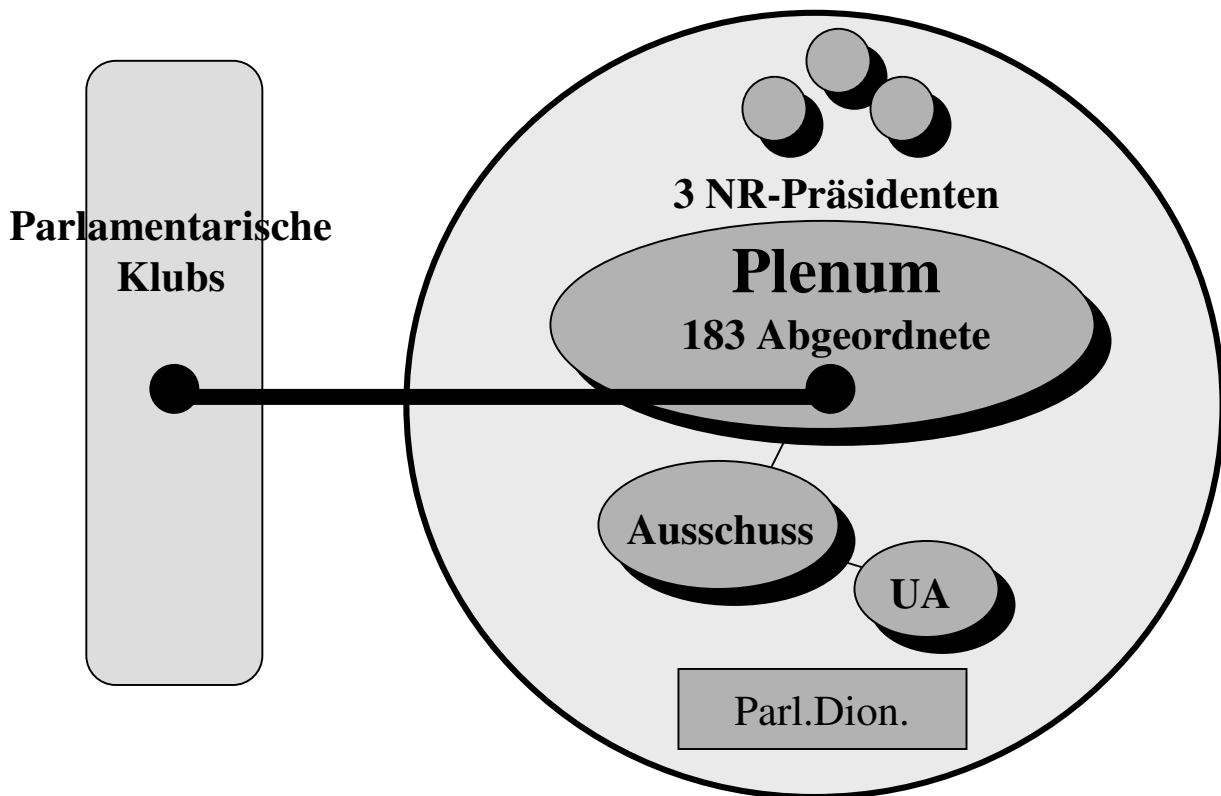 Parlamentarische
Klubs
3 NR-Präsidenten
Plenum
183 Abgeordnete
Ausschuss
UA
Parl.Dion.